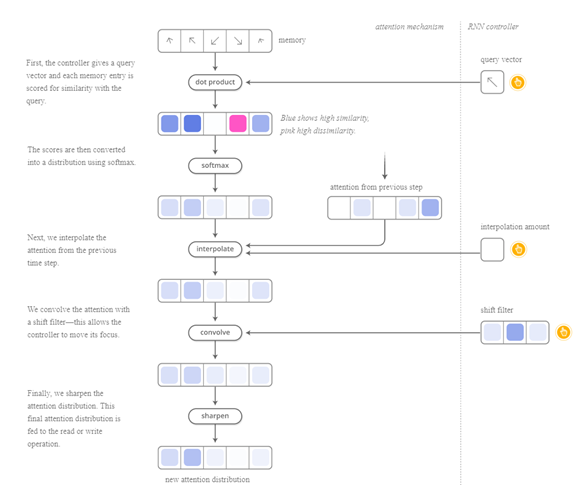 attention mechanism
RNN controller
memory
First, the controller gives a query
vector and each memory entry is
scored for similarity with the
query.
query vector
dot product
Blue shows high similarity,
pink high dissimilarity.
The scores are then converted
into a distribution using softmax.
softmax
attention from previous step
Next, we interpolate the
attention from the previous
time step.
interpolation amount
interpolate
We convolve the attention with
a shift filter—this allows the
controller to move its focus.
shift filter
convolve
Finally, we sharpen the
attention distribution. This
final attention distribution is
fed to the read or write
operation.
sharpen
new attention distribution